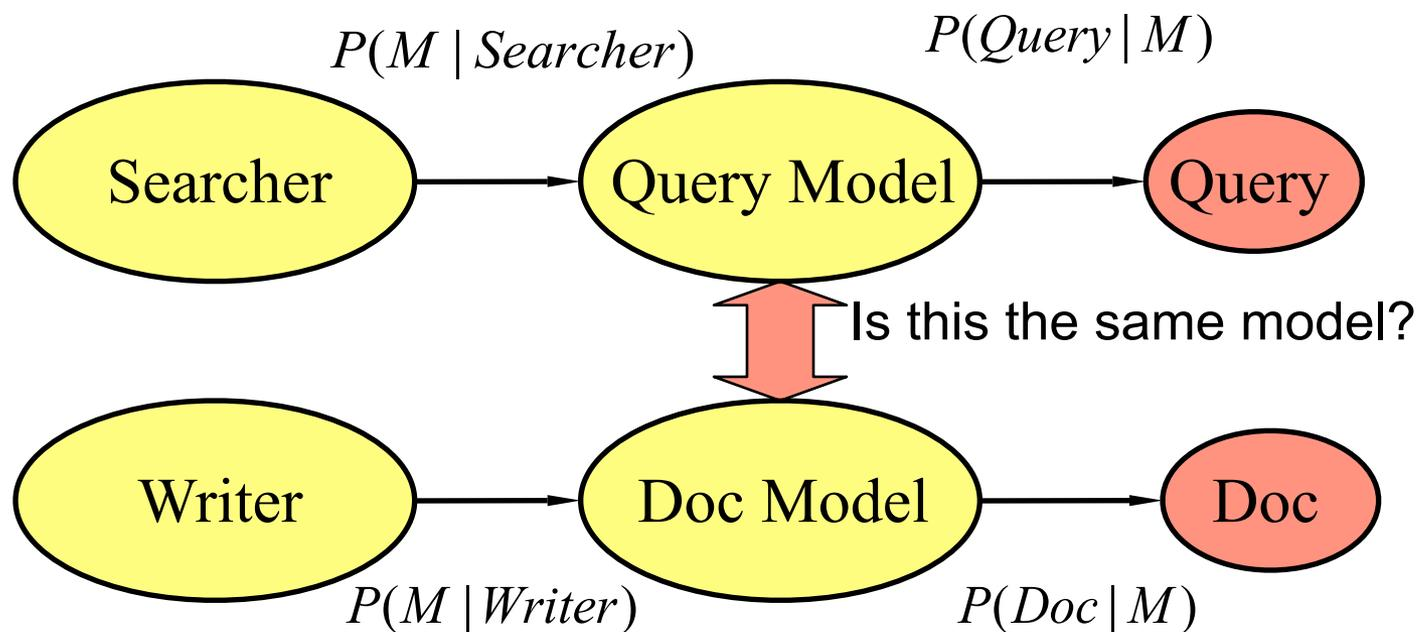 P(M | Searcher)
P(Query | M)
Searcher
Query Model
Query
Is this the same model?
Writer
Doc Model
Doc
P(M | Writer)
P(Doc | M)